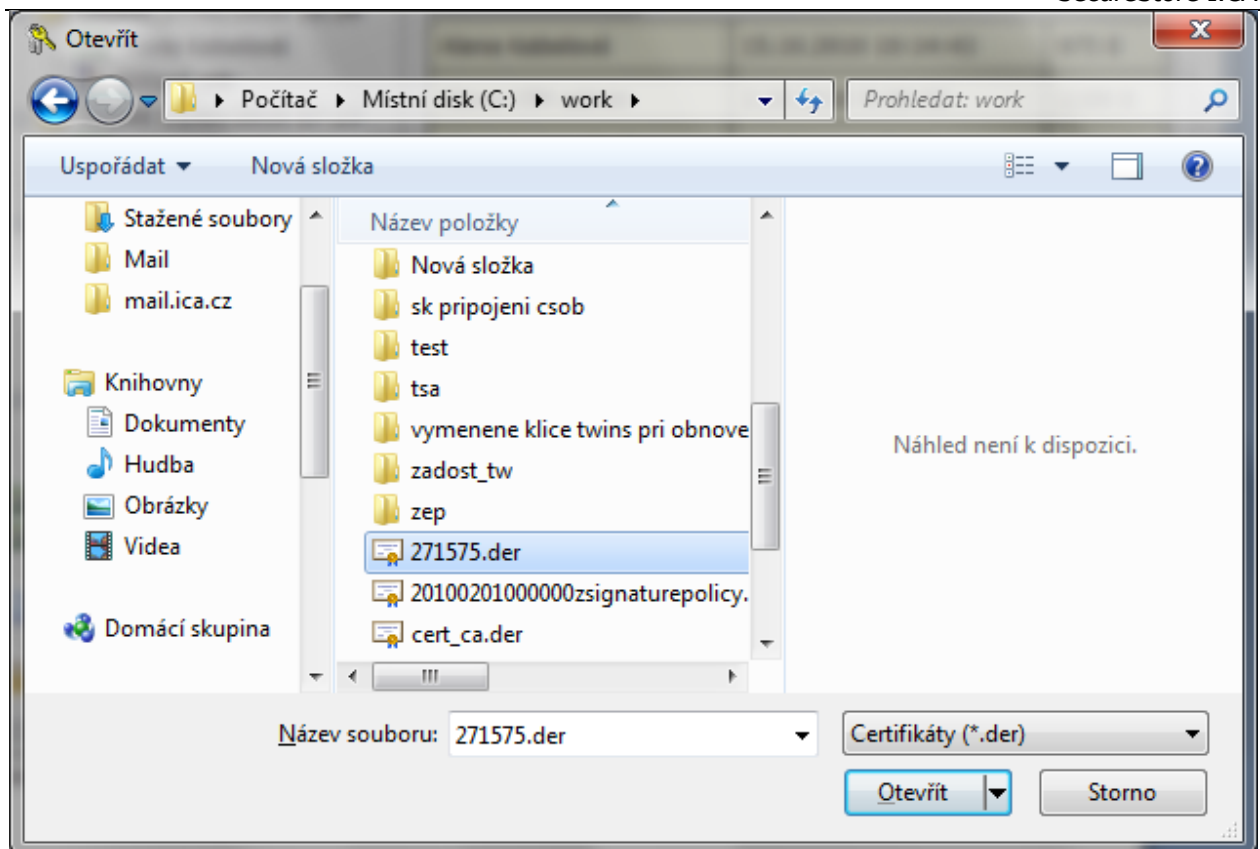 Otevřít
Počítač ▸ Místní disk (C:) ▸ work ▸
Prohledat: work
Uspořádat
Nová složka
Stažené soubory
Mail
mail.ica.cz
Knihovny
Dokumenty
Hudba
Obrázky
Videa
Domácí skupina
Název položky
Nová složka
sk pripojeni csob
test
tsa
vymenene klice twins pri obnove
zadost_tw
zep
271575.der
20100201000000zsignaturepolicy.
cert_ca.der
Náhled není k dispozici.
Název souboru: 271575.der
Certifikáty (*.der)
Otevřít
Storno